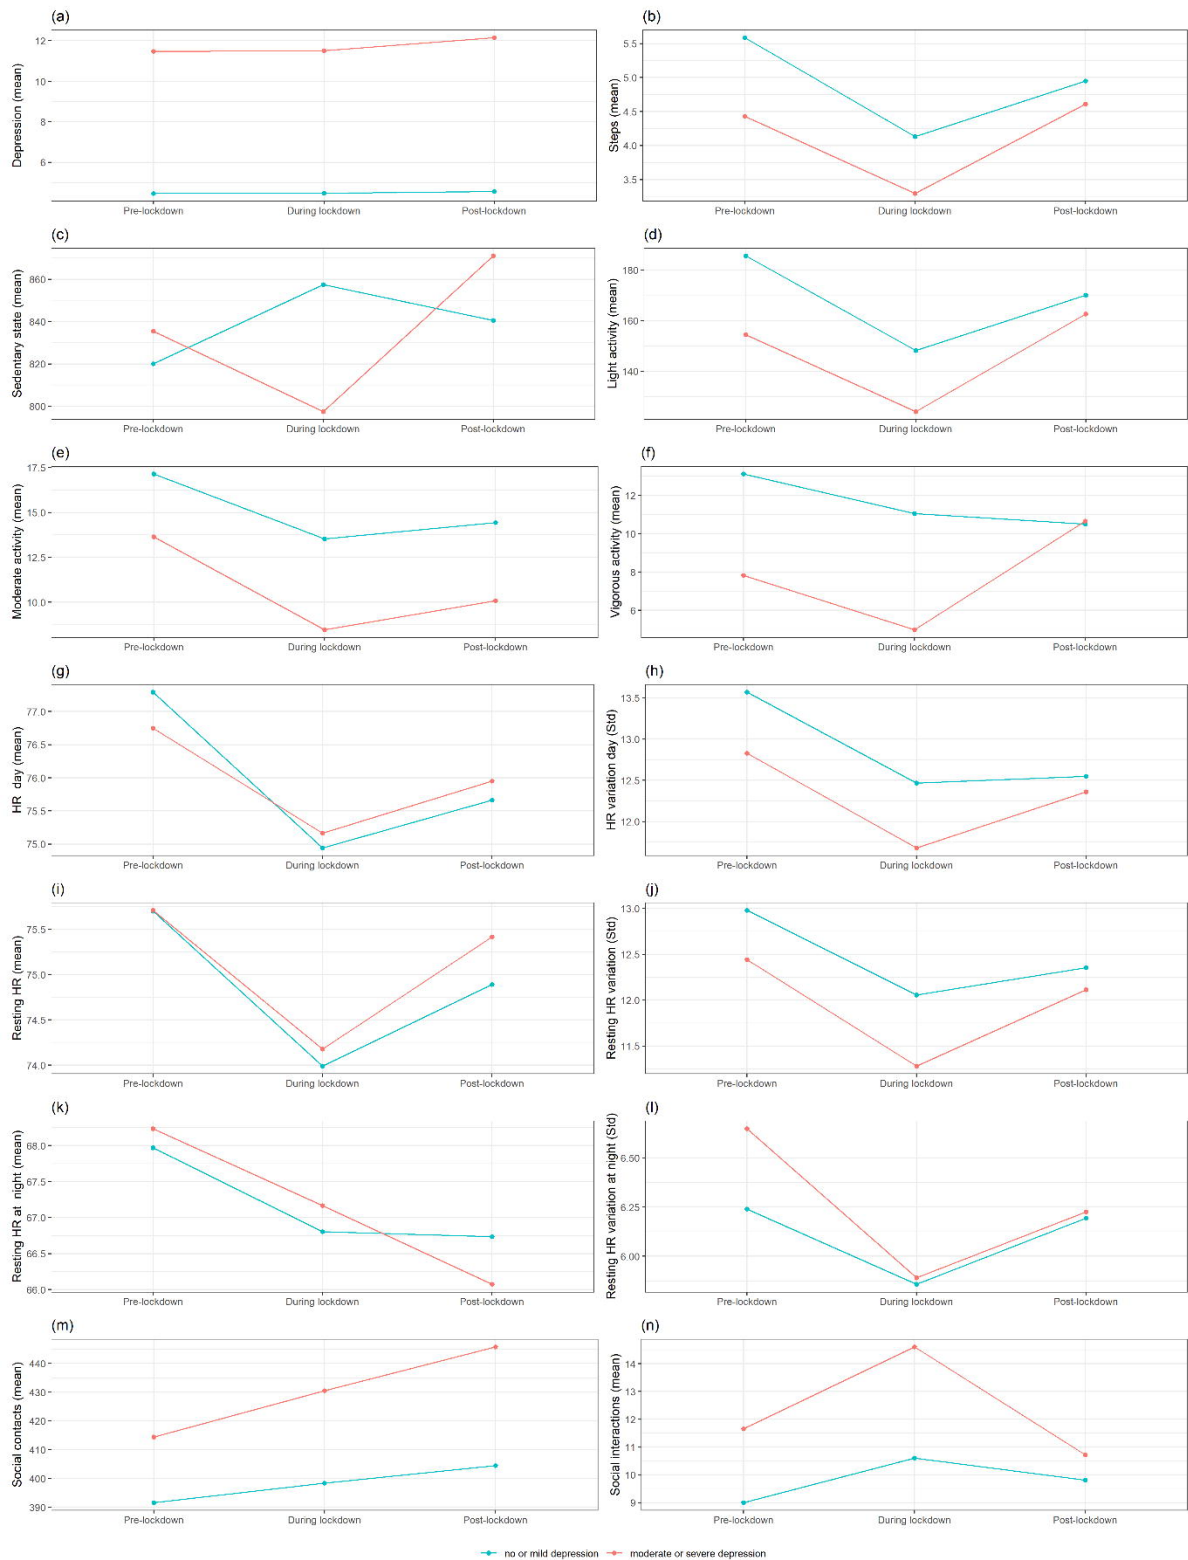 (a)
Depression (mean)
12
10
8
6
Pre-lockdown During lockdown Post-lockdown
(b)
Steps (mean)
5.5
5.0
4.5
4.0
3.5
Pre-lockdown During lockdown Post-lockdown
(c)
Sedentary state (mean)
860
840
820
800
Pre-lockdown During lockdown Post-lockdown
(d)
Light activity (mean)
180
160
140
Pre-lockdown During lockdown Post-lockdown
(e)
Moderate activity (mean)
17.5
15.0
12.5
10.0
Pre-lockdown During lockdown Post-lockdown
(f)
Vigorous activity (mean)
12
10
8
6
Pre-lockdown During lockdown Post-lockdown
(g)
HR day (mean)
77.0
76.5
76.0
75.5
75.0
Pre-lockdown During lockdown Post-lockdown
(h)
HR variation day (Std)
13.5
13.0
12.5
12.0
Pre-lockdown During lockdown Post-lockdown
(i)
Resting HR (mean)
75.5
75.0
74.5
74.0
Pre-lockdown During lockdown Post-lockdown
(j)
Resting HR variation (Std)
13.0
12.5
12.0
11.5
Pre-lockdown During lockdown Post-lockdown
(k)
Resting HR at night (mean)
68.0
67.5
67.0
66.5
66.0
Pre-lockdown During lockdown Post-lockdown
(l)
Resting HR variation at night (Std)
6.50
6.25
6.00
Pre-lockdown During lockdown Post-lockdown
(m)
Social contacts (mean)
440
430
420
410
400
390
Pre-lockdown During lockdown Post-lockdown
(n)
Social interactions (mean)
14
13
12
11
10
9
Pre-lockdown During lockdown Post-lockdown
no or mild depression moderate or severe depression